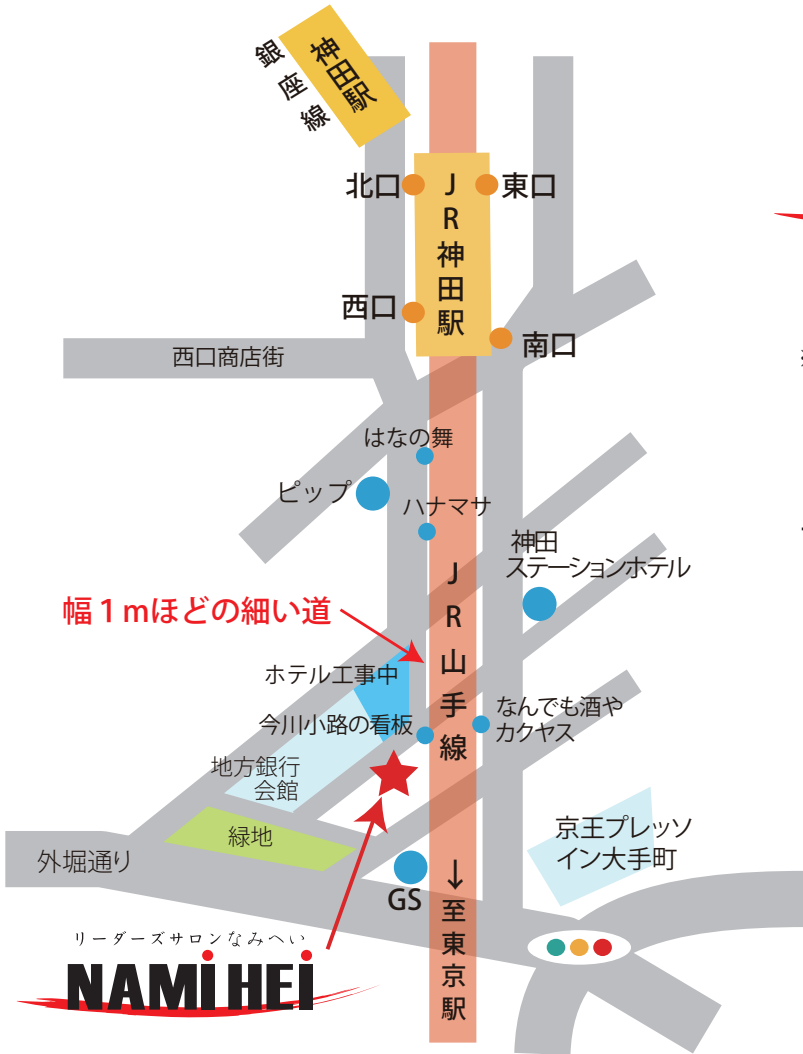 銀座線
神田駅
北口
JR神田駅
東口
西口
南口
西口商店街
はなの舞
ピップ
ハナマサ
神田
ステーションホテル
JR山手線
幅1mほどの細い道
ホテル工事中
今川小路の看板
なんでも酒や
カクヤス
地方銀行
会館
緑地
京王プレッソ
イン大手町
外堀通り
GS
↓至東京駅
リーダーズサロンなみへい
NAMiHEi